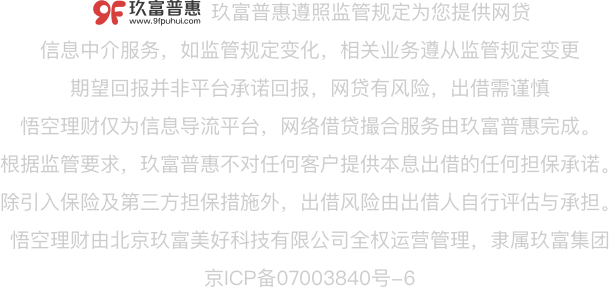 9F 玖富普惠 www.9fpuhui.com 玖富普惠遵照监管规定为您提供网贷
信息中介服务，如监管规定变化，相关业务遵从监管规定变更
期望回报并非平台承诺回报，网贷有风险，出借需谨慎
悟空理财仅为信息导流平台，网络借贷撮合服务由玖富普惠完成。
根据监管要求，玖富普惠不对任何客户提供本息出借的任何担保承诺。
除引入保险及第三方担保措施外，出借风险由出借人自行评估与承担。
悟空理财由北京玖富美好科技有限公司全权运营管理，隶属玖富集团
京ICP备07003840号-6